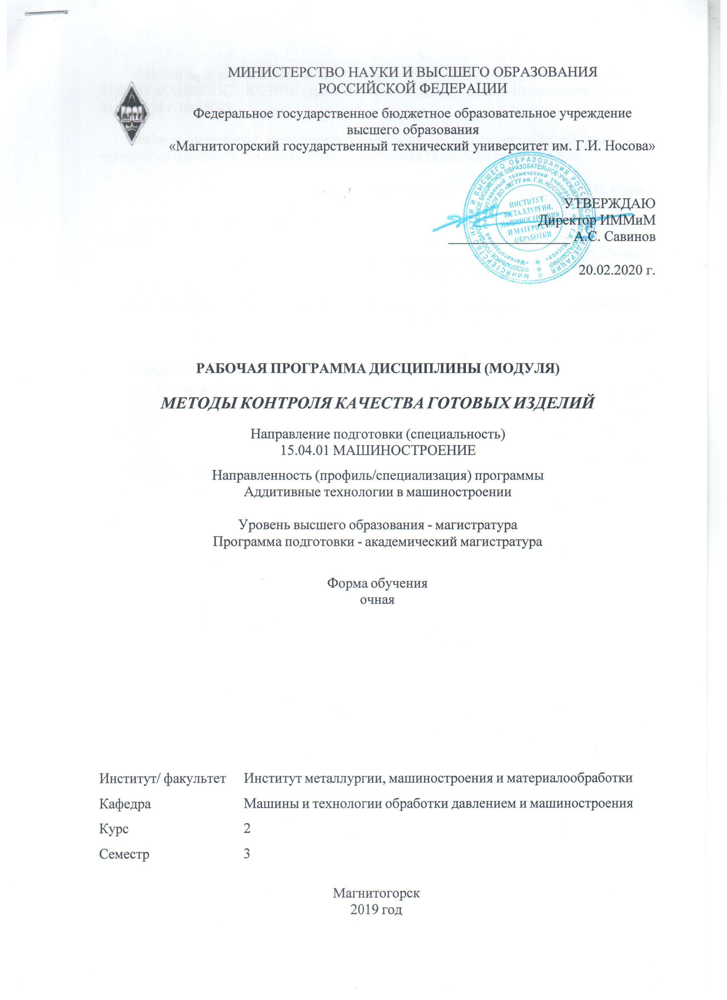 МИНИСТЕРСТВО НАУКИ И ВЫСШЕГО ОБРАЗОВАНИЯ
РОССИЙСКОЙ ФЕДЕРАЦИИ
Федеральное государственное бюджетное образовательное учреждение
высшего образования
«Магнитогорский государственный технический университет им. Г.И. Носова»
МГТУ
ИНСТИТУТ
МЕТАЛЛУРГИИ,
МАШИНОСТРОЕНИЯ
И
ОБРАБОТКИ
УТВЕРЖДАЮ
Директор ИММиМ
А.С. Савинов
20.02.2020 г.
РАБОЧАЯ ПРОГРАММА ДИСЦИПЛИНЫ (МОДУЛЯ)
МЕТОДЫ КОНТРОЛЯ КАЧЕСТВА ГОТОВЫХ ИЗДЕЛИЙ
Направление подготовки (специальность)
15.04.01 МАШИНОСТРОЕНИЕ
Направленность (профиль/специализация) программы
Аддитивные технологии в машиностроении
Уровень высшего образования - магистратура
Программа подготовки - академический магистратура
Форма обучения
очная
Институт/ факультет Институт металлургии, машиностроения и материалообработки
Кафедра Машины и технологии обработки давлением и машиностроения
Курс 2
Семестр 3
Магнитогорск
2019 год